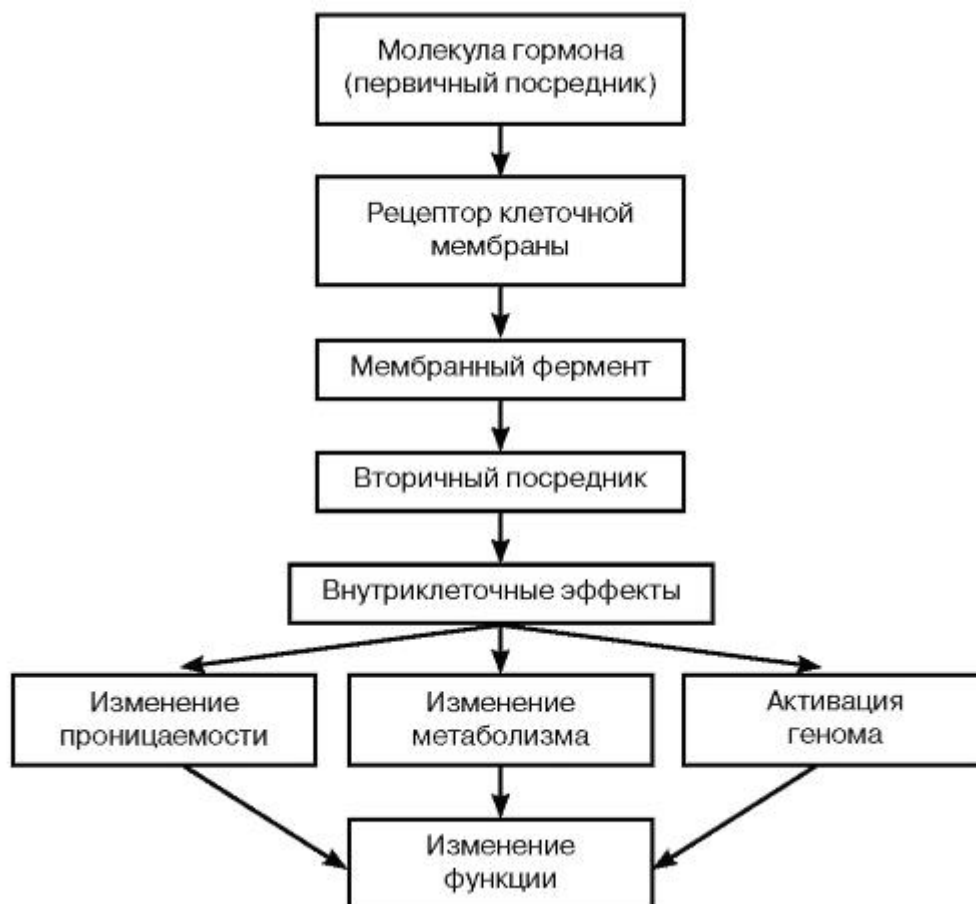 Молекула гормона
(первичный посредник)
Рецептор клеточной
мембраны
Мембранный фермент
Вторичный посредник
Внутриклеточные эффекты
Изменение
проницаемости
Изменение
метаболизма
Активация
генома
Изменение
функции